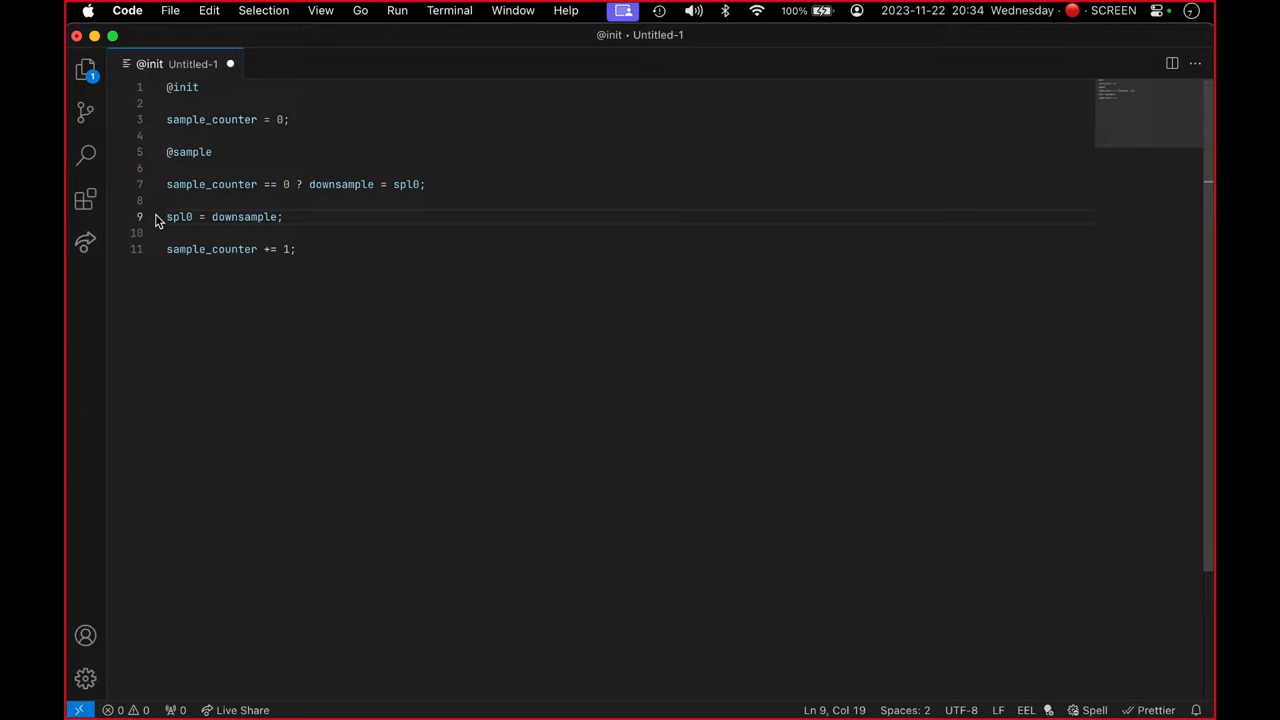 Code File Edit Selection View Go Run Terminal Window Help 100% 2023-11-22 20:34 Wednesday · 🔴 · SCREEN
@init • Untitled-1
1
@init Untitled-1
1 @init
2
3 sample_counter = 0;
4
5 @sample
6
7 sample_counter == 0 ? downsample = spl0;
8
9 spl0 = downsample;
10
11 sample_counter += 1;
0 0 0 Live Share Ln 9, Col 19 Spaces: 2 UTF-8 LF EEL Spell Prettier